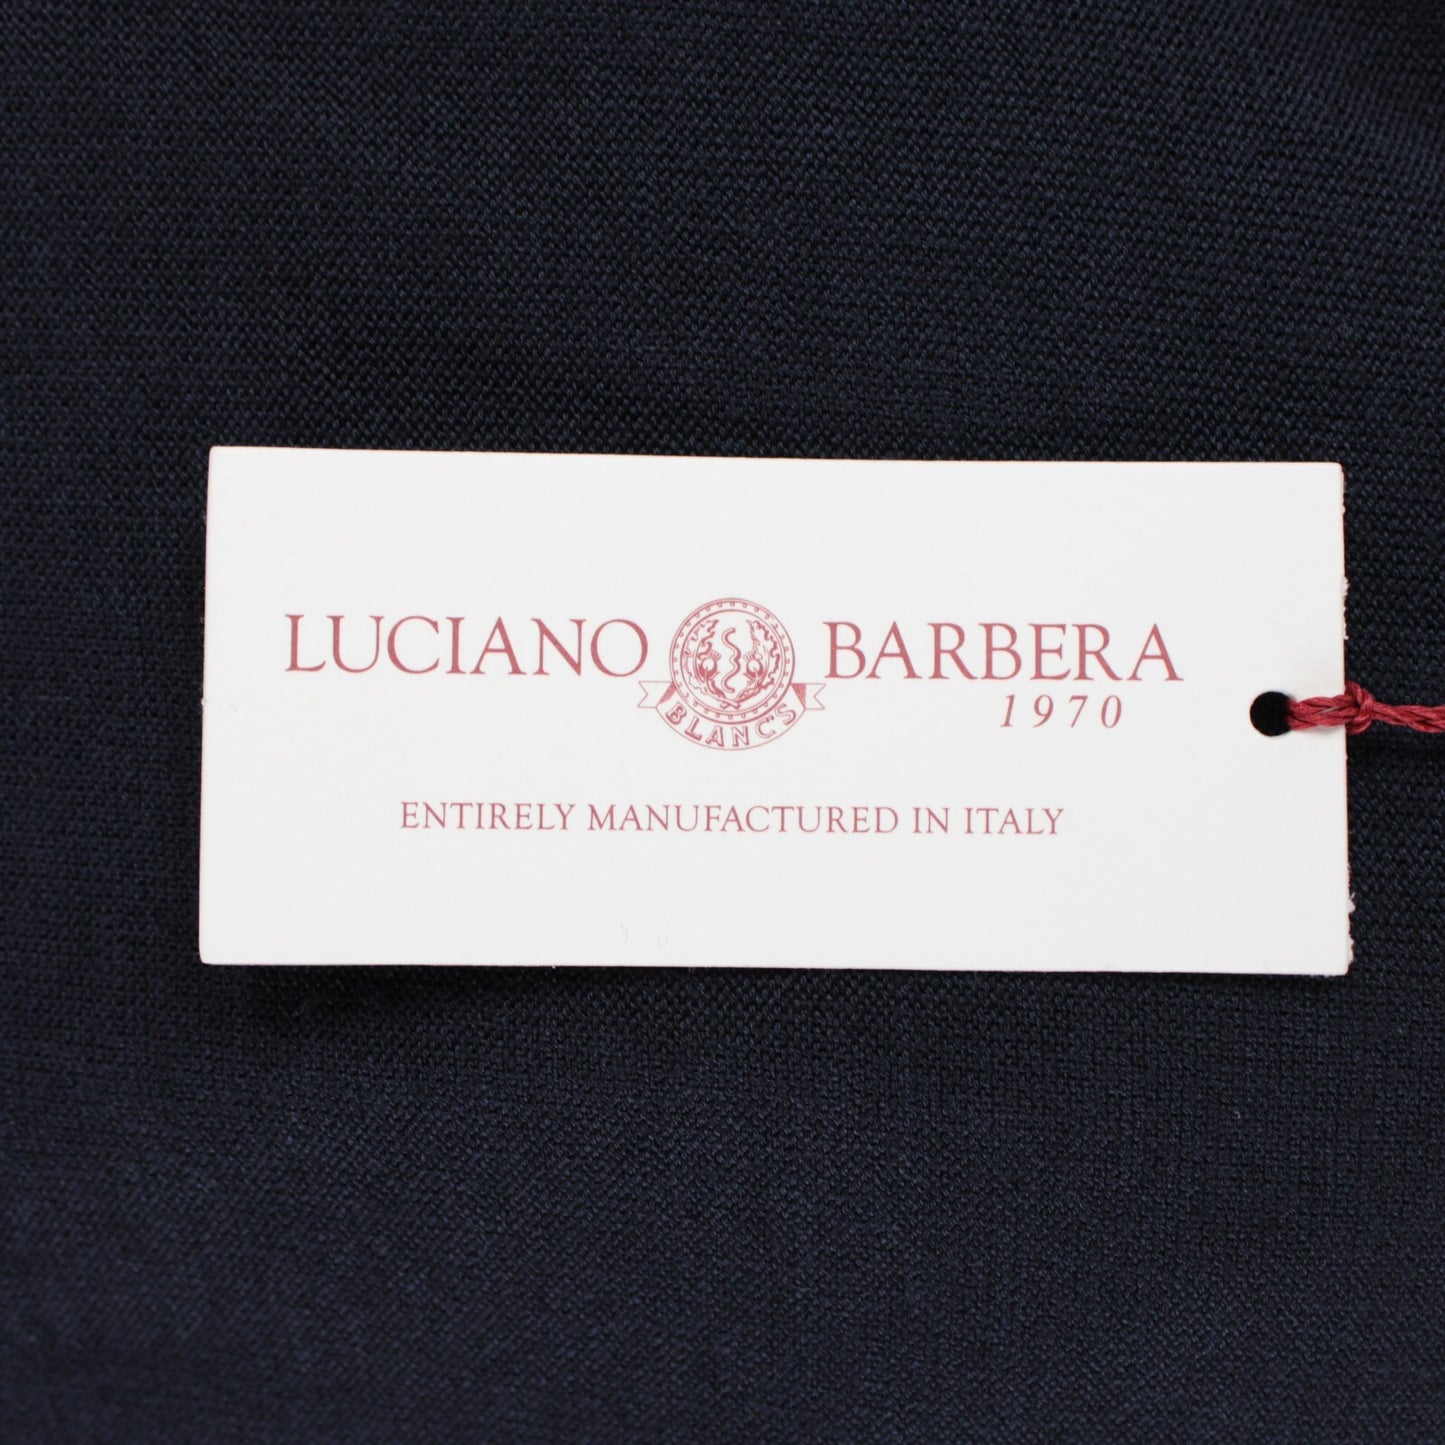 LUCIANO BARBERA
1970
BLANC'S
ENTIRELY MANUFACTURED IN ITALY